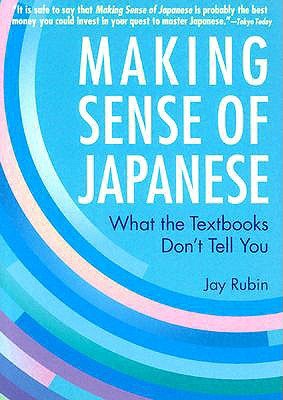 "It is safe to say that Making Sense of Japanese is probably the best
money you could invest in your quest to master Japanese."—Tokyo Today
MAKING
SENSE OF
JAPANESE
What the Textbooks
Don't Tell You
Jay Rubin